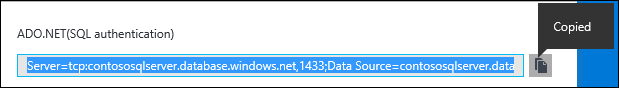 Copied
ADO.NET(SQL authentication)
Server=tcp:contososqlserver.database.windows.net,1433;Data Source=contososqlserver.data